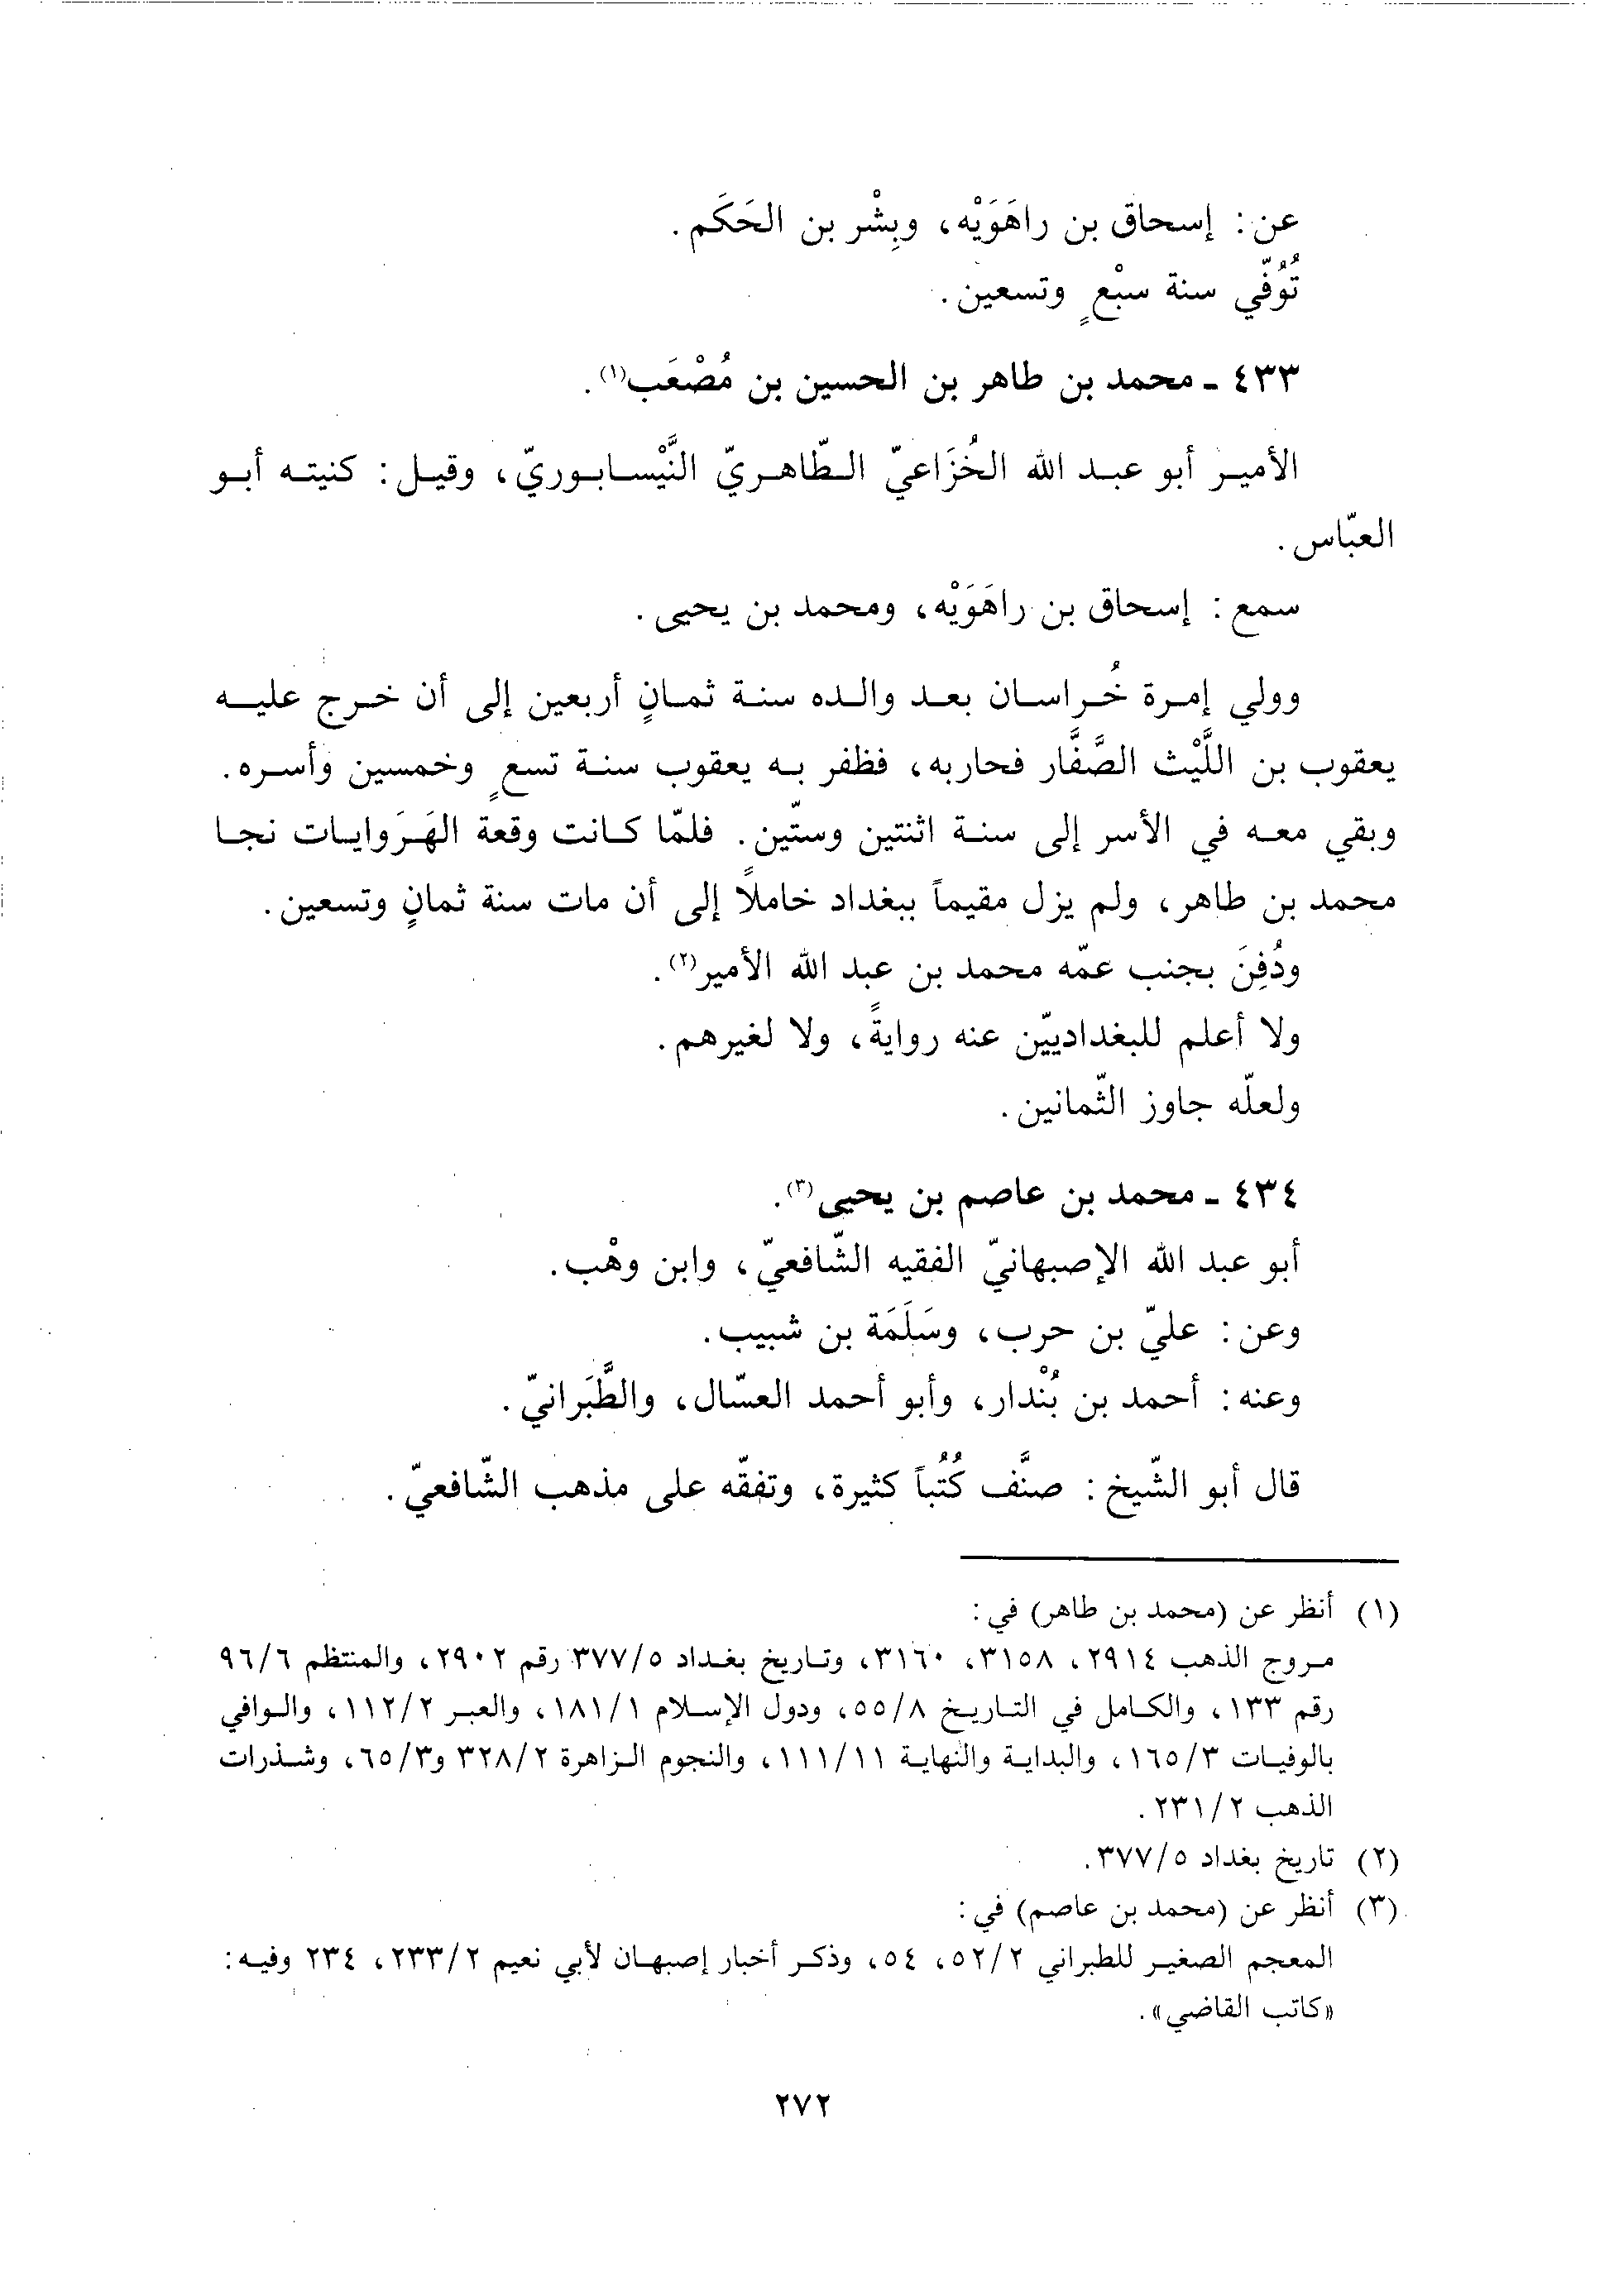 عن: إسحاق بن راهَوَيْه، وبِشْر بن الحَكَم.
تُوُفّي سنة سبْعٍ وتسعين.
٤٣٣ ـ محمد بن طاهر بن الحسين بن مُصْعَب(١).
الأمير أبو عبد الله الخُزَاعيّ الطّاهريّ النَّيْسابوريّ، وقيل: كنيته أبو
العبّاس.
سمع: إسحاق بن راهَوَيْه، ومحمد بن يحيى.
وولي إمرة خُراسان بعد والده سنة ثمانٍ أربعين إلى أن خرج عليه
يعقوب بن اللَّيْث الصَّفَّار فحاربه، فظفر به يعقوب سنة تسعٍ وخمسين وأسره.
وبقي معه في الأسر إلى سنة اثنتين وستّين. فلمّا كانت وقعة الهَرَوايات نجا
محمد بن طاهر، ولم يزل مقيماً ببغداد خاملاً إلى أن مات سنة ثمانٍ وتسعين.
ودُفِنَ بجنب عمّه محمد بن عبد الله الأمير(٢).
ولا أعلم للبغداديّين عنه روايةً، ولا لغيرهم.
ولعلّه جاوز الثّمانين.
٤٣٤ ـ محمد بن عاصم بن يحيى(٣).
أبو عبد الله الإصبهانيّ الفقيه الشّافعيّ، وابن وهْب.
وعن: عليّ بن حرب، وسَلَمَة بن شبيب.
وعنه: أحمد بن بُنْدار، وأبو أحمد العسّال، والطَّبَرانيّ.
قال أبو الشّيخ: صنَّف كُتُباً كثيرة، وتفقّه على مذهب الشّافعيّ.
(١) أنظر عن (محمد بن طاهر) في:
مروج الذهب ٢٩١٤، ٣١٥٨، ٣١٦٠، وتاريخ بغداد ٣٧٧/٥ رقم ٢٩٠٢، والمنتظم ٩٦/٦
رقم ١٣٣، والكامل في التاريخ ٥٥/٨، ودول الإسلام ١٨١/١، والعبر ١١٢/٢، والوافي
بالوفيات ١٦٥/٣، والبداية والنهاية ١١١/١١، والنجوم الزاهرة ٣٢٨/٢ و٦٥/٣، وشذرات
الذهب ٢٣١/٢.
(٢) تاريخ بغداد ٣٧٧/٥.
(٣) أنظر عن (محمد بن عاصم) في:
المعجم الصغير للطبراني ٥٢/٢، ٥٤، وذكر أخبار إصبهان لأبي نعيم ٢٣٣/٢، ٢٣٤ وفيه:
«كاتب القاضي».
٢٧٢